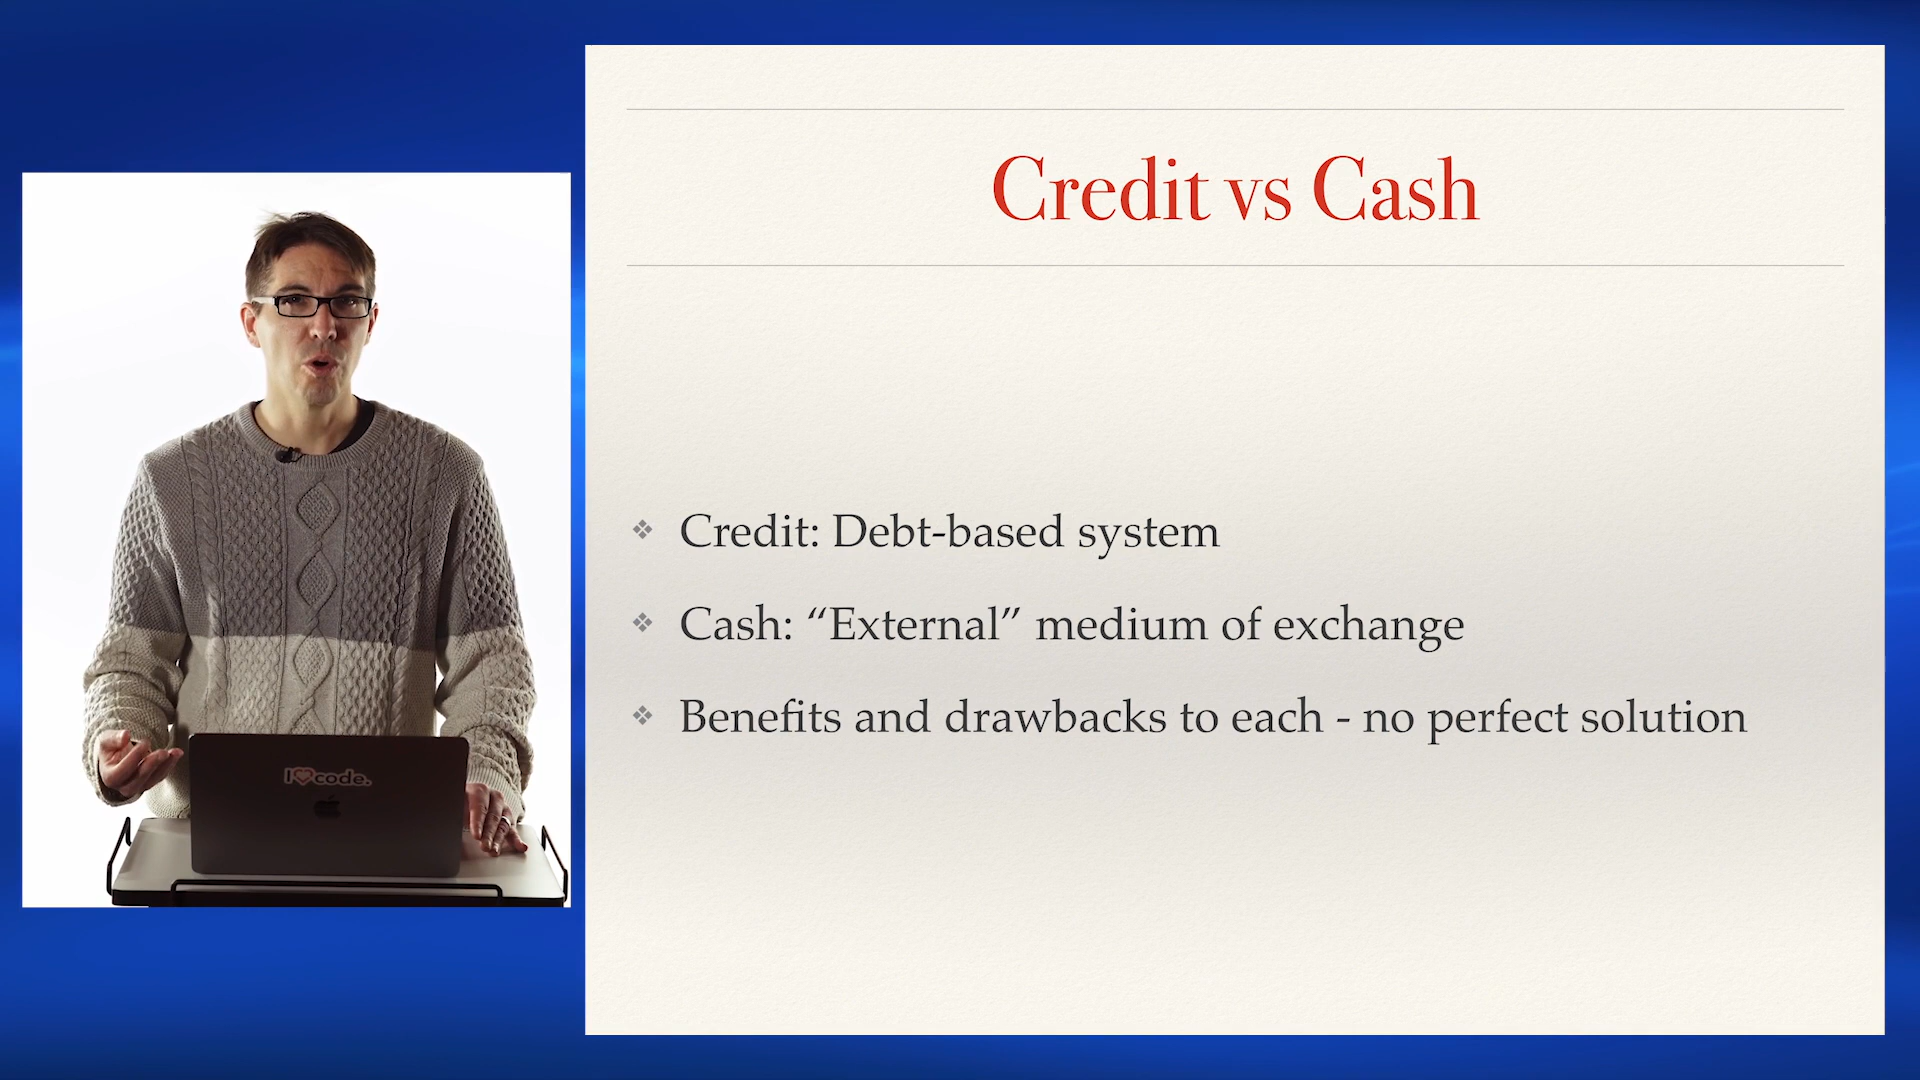 Credit vs Cash
Credit: Debt-based system
Cash: “External” medium of exchange
Benefits and drawbacks to each - no perfect solution
I❤code.